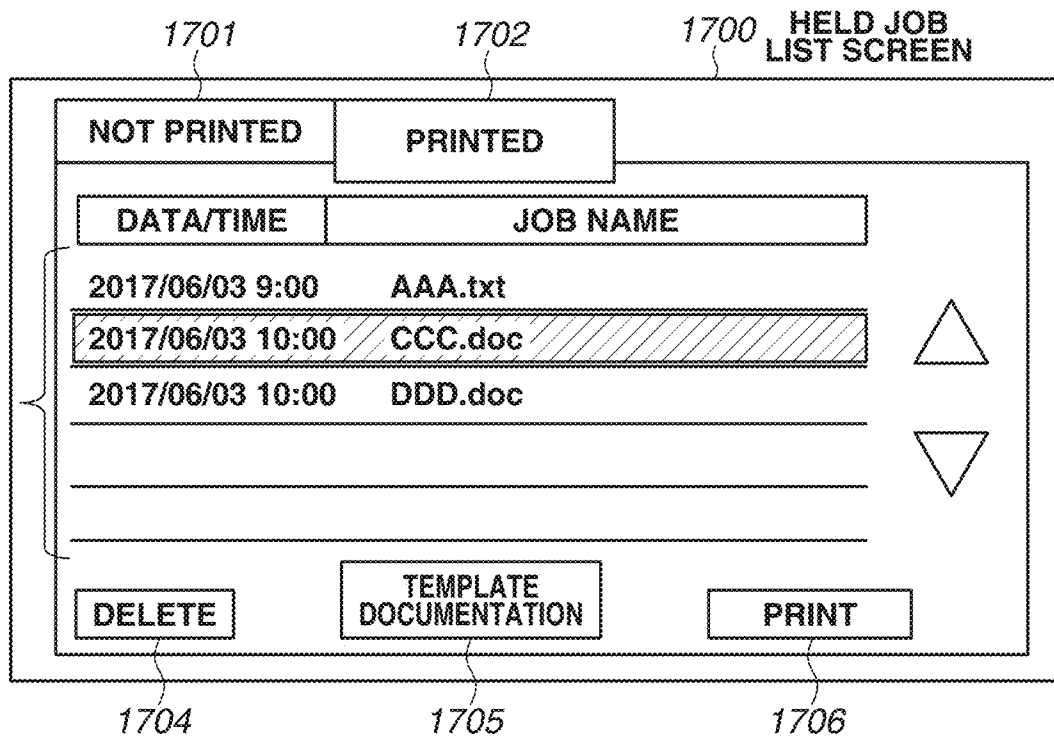 1701
1702
1700 HELD JOB
LIST SCREEN
NOT PRINTED
PRINTED
DATA/TIME
JOB NAME
2017/06/03 9:00 AAA.txt
2017/06/03 10:00 CCC.doc
2017/06/03 10:00 DDD.doc
DELETE
TEMPLATE
DOCUMENTATION
PRINT
1704
1705
1706